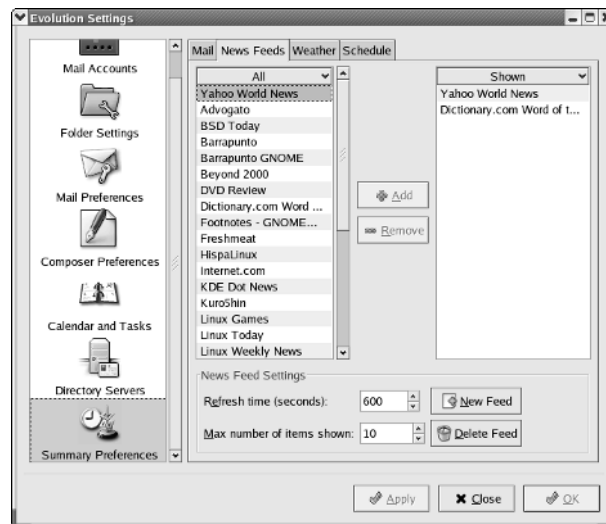 Evolution Settings
Mail Accounts
Folder Settings
Mail Preferences
Composer Preferences
Calendar and Tasks
Directory Servers
Summary Preferences
Mail News Feeds Weather Schedule
All
Yahoo World News
Advogato
BSD Today
Barrapunto
Barrapunto GNOME
Beyond 2000
DVD Review
Dictionary.com Word ...
Footnotes - GNOME...
Freshmeat
HispaLinux
Internet.com
KDE Dot News
Kuro5hin
Linux Games
Linux Today
Linux Weekly News
Add
Remove
Shown
Yahoo World News
Dictionary.com Word of t...
News Feed Settings
Refresh time (seconds): 600 New Feed
Max number of items shown: 10 Delete Feed
Apply Close OK